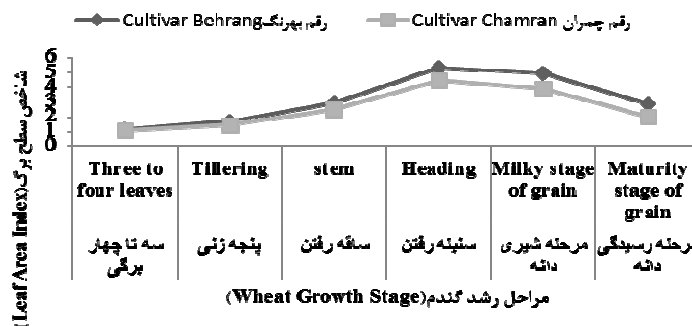 Cultivar Behrang رقم بهرنگ Cultivar Chamran رقم چمران
شاخص سطح برگ(Leaf Area Index)
6
5
4
3
2
1
0
Three to four leaves
Tillering
stem
Heading
Milky stage of grain
Maturity stage of grain
سه تا چهار برگی
پنجه زنی
ساقه رفتن
سنبله رفتن
مرحله شیری دانه
مرحله رسیدگی دانه
مراحل رشد گندم(Wheat Growth Stage)